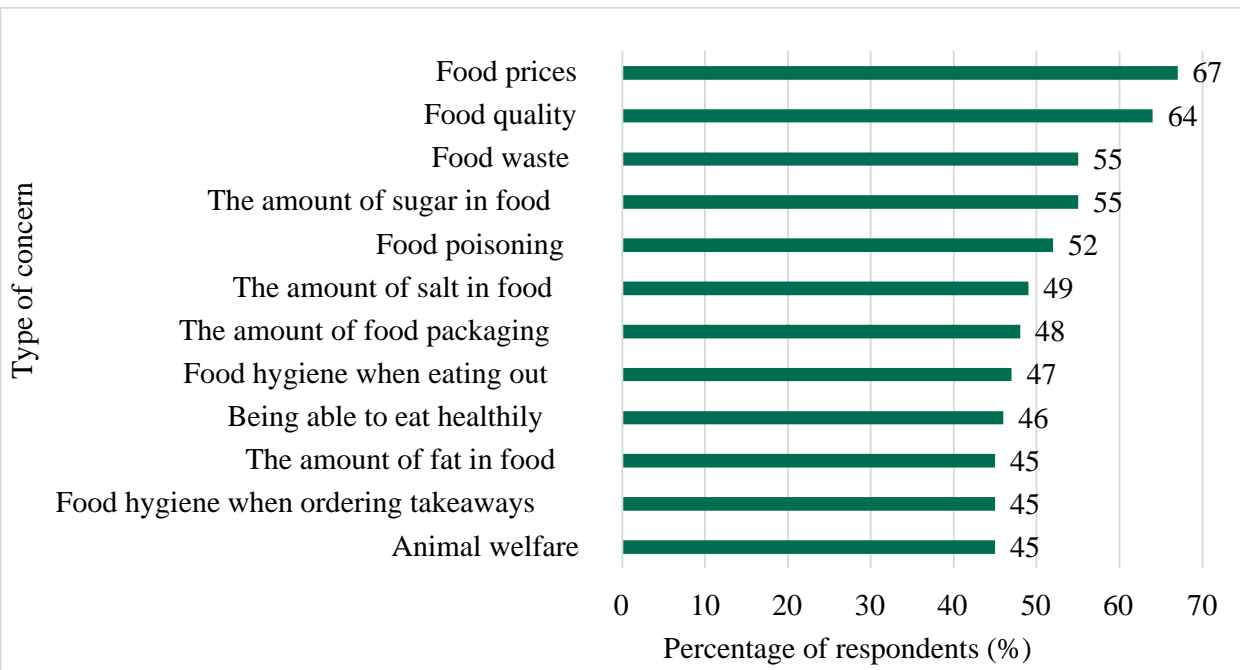 Type of concern
Food prices 67
Food quality 64
Food waste 55
The amount of sugar in food 55
Food poisoning 52
The amount of salt in food 49
The amount of food packaging 48
Food hygiene when eating out 47
Being able to eat healthily 46
The amount of fat in food 45
Food hygiene when ordering takeaways 45
Animal welfare 45
0 10 20 30 40 50 60 70
Percentage of respondents (%)